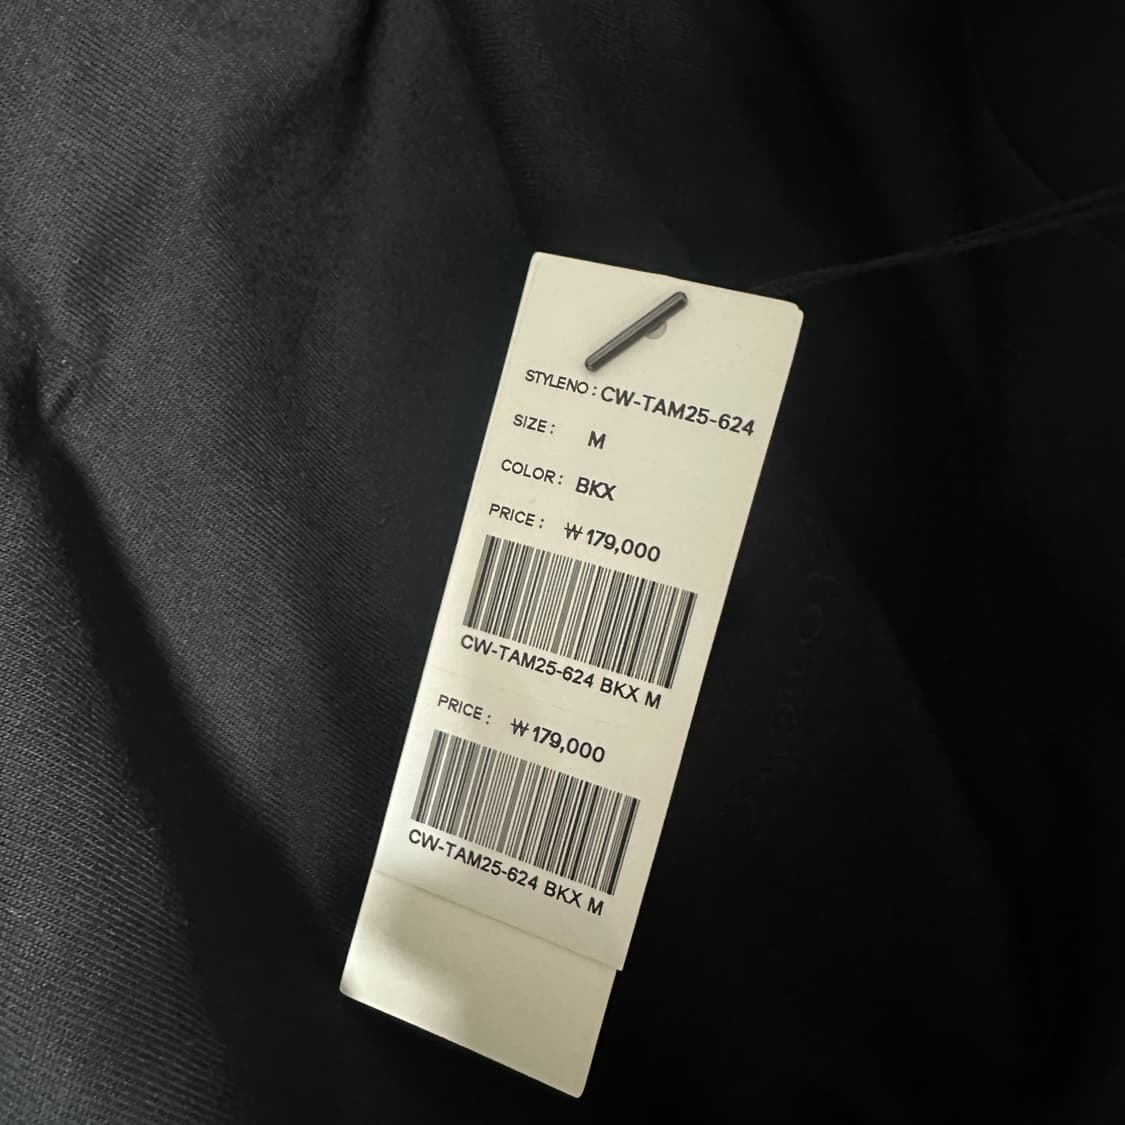 STYLENO : CW-TAM25-624
SIZE : M
COLOR : BKX
PRICE : ₩179,000
CW-TAM25-624 BKX M
PRICE : ₩179,000
CW-TAM25-624 BKX M